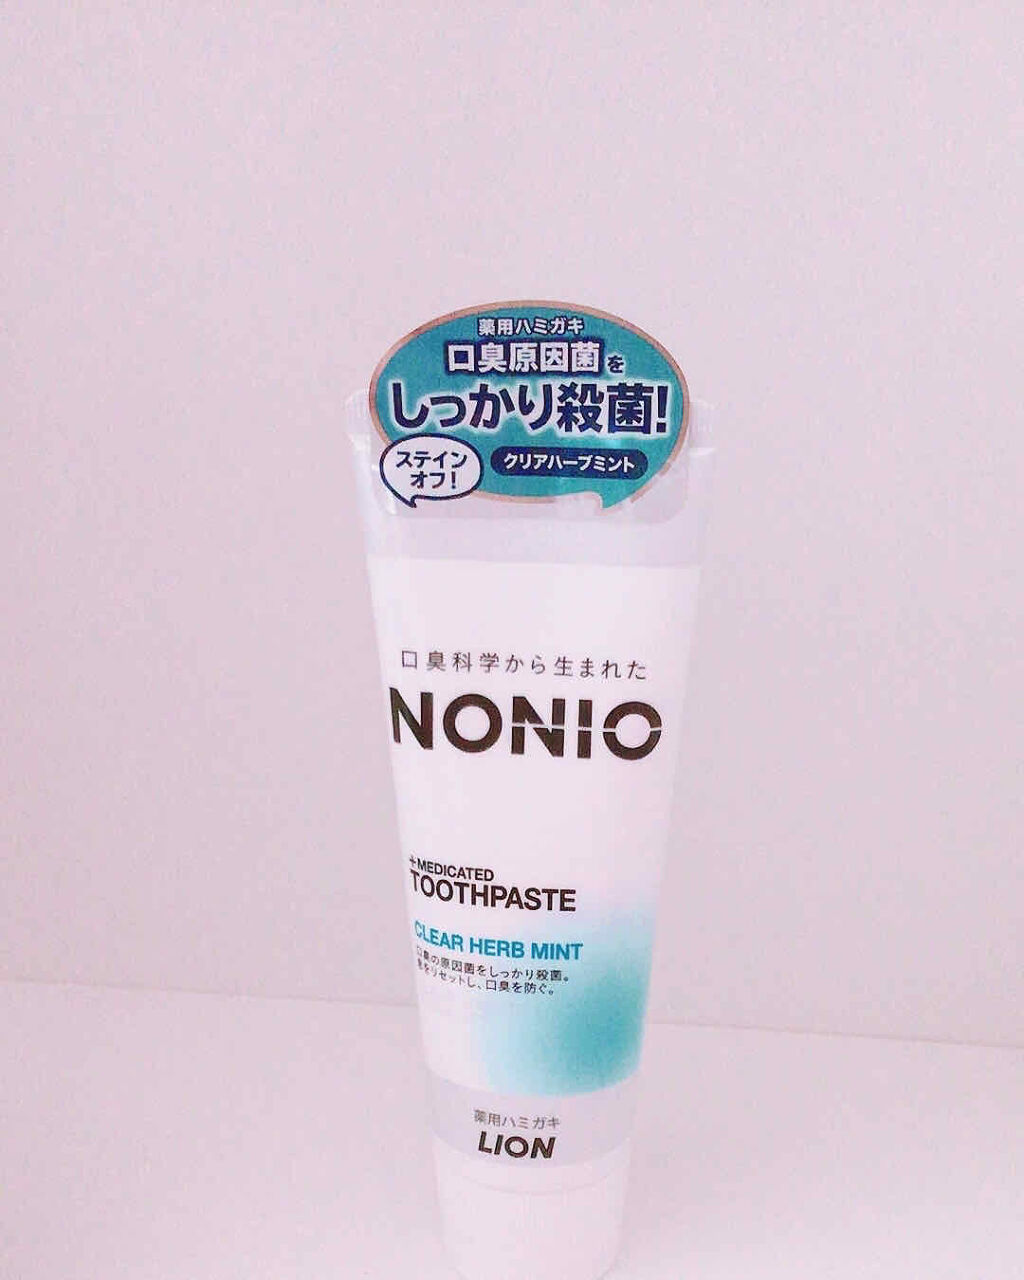 薬用ハミガキ
口臭原因菌を
しっかり殺菌!
ステイン
オフ!
クリアハーブミント
口臭科学から生まれた
NONIO
+MEDICATED
TOOTHPASTE
CLEAR HERB MINT
口臭の原因菌をしっかり殺菌。
息をリセットし、口臭を防ぐ。
薬用ハミガキ
LION